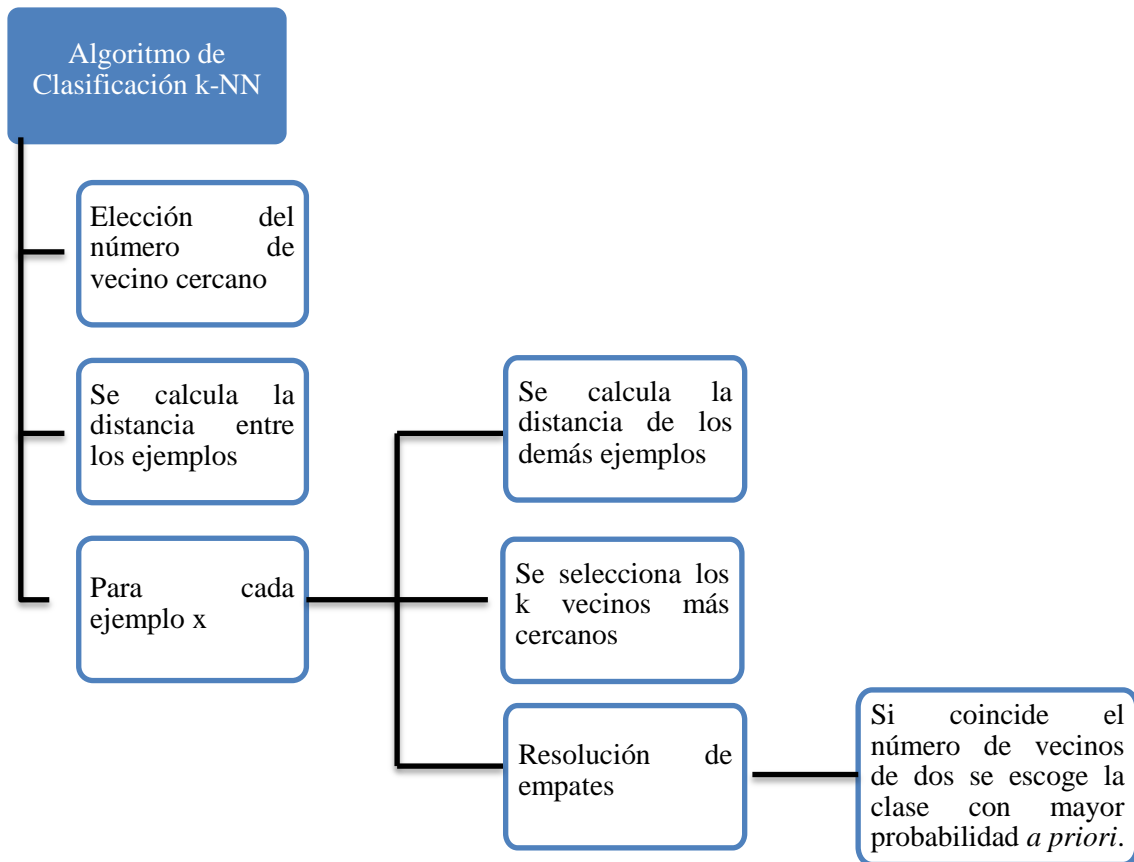 Algoritmo de
Clasificación k-NN
Elección del
número de
vecino cercano
Se calcula la
distancia entre
los ejemplos
Para cada
ejemplo x
Se calcula la
distancia de los
demás ejemplos
Se selecciona los
k vecinos más
cercanos
Resolución de
empates
Si coincide el
número de vecinos
de dos se escoge la
clase con mayor
probabilidad a priori.